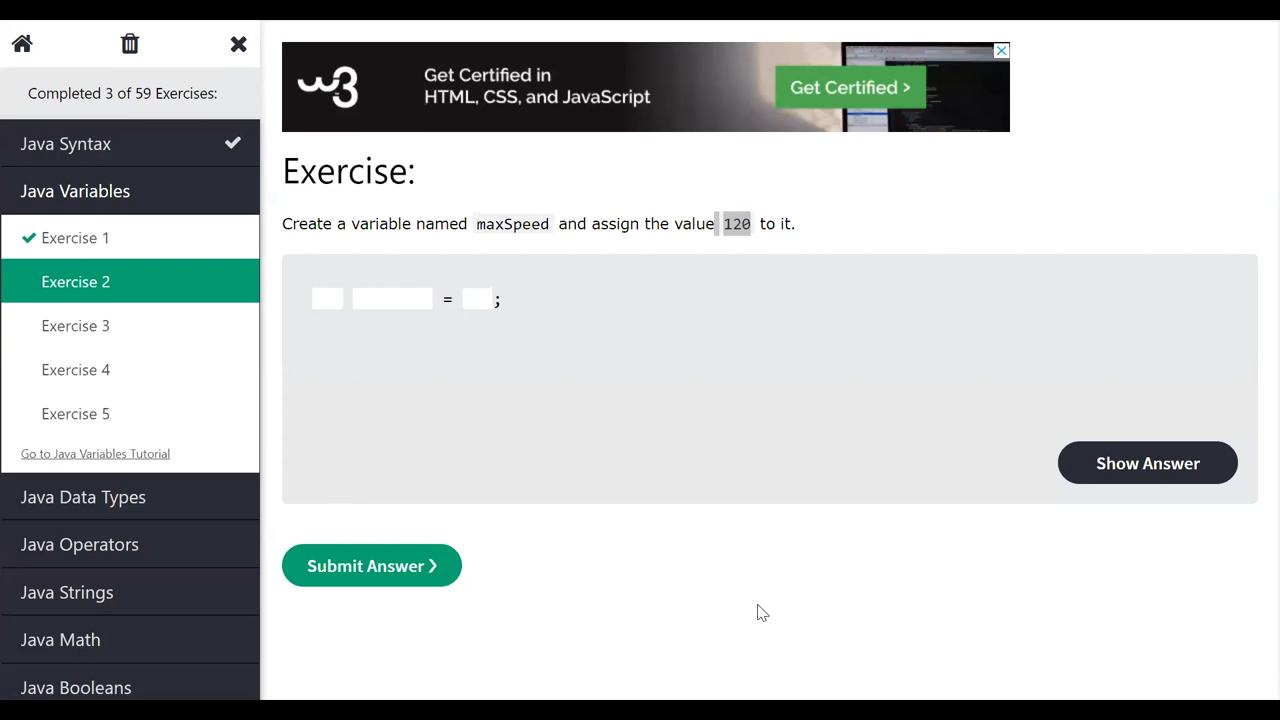 Completed 3 of 59 Exercises:
Java Syntax
Java Variables
Exercise 1
Exercise 2
Exercise 3
Exercise 4
Exercise 5
Go to Java Variables Tutorial
Java Data Types
Java Operators
Java Strings
Java Math
Java Booleans
w3
Get Certified in
HTML, CSS, and JavaScript
Get Certified >
Exercise:
Create a variable named maxSpeed and assign the value 120 to it.
= ;
Show Answer
Submit Answer ❯